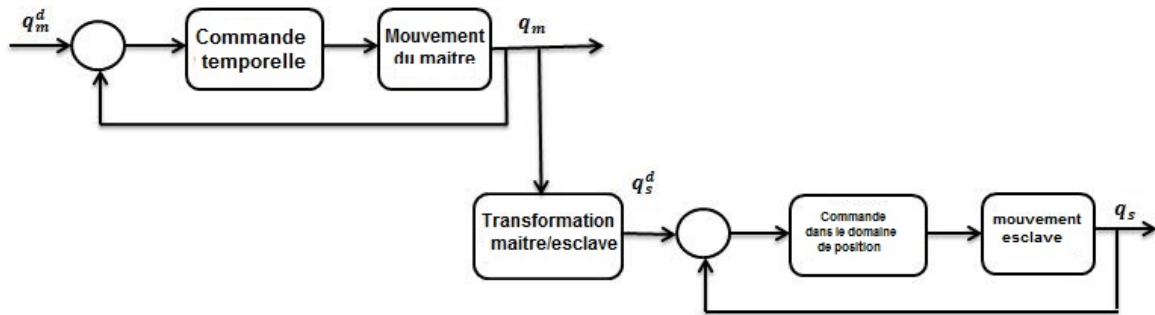 q_m^d
Commande
temporelle
Mouvement
du maitre
q_m
Transformation
maitre/esclave
q_s^d
Commande
dans le domaine
de position
mouvement
esclave
q_s